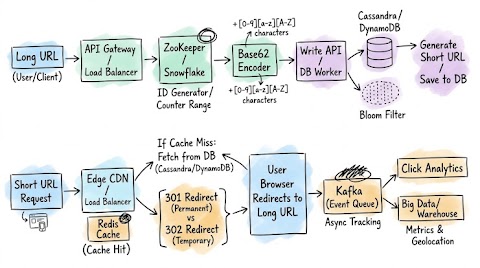 Long URL
(User/Client)
API Gateway
/
Load Balancer
ZooKeeper
/
Snowflake
ID Generator/
Counter Range
+[0-9][a-z][A-Z]
characters
Base62
Encoder
+[0-9][a-z][A-Z]
characters
Write API
/
DB Worker
Cassandra/
DynamoDB
Bloom Filter
Generate
Short URL
+
Save to DB
Short URL
Request
Edge CDN
/
Load Balancer
Redis
Cache
(Cache Hit)
If Cache Miss:
Fetch from DB
(Cassandra/DynamoDB)
301 Redirect
(Permanent)
vs
302 Redirect
(Temporary)
User
Browser
Redirects to
Long URL
Kafka
(Event Queue)
Async Tracking
Click Analytics
Big Data/
Warehouse
Metrics &
Geolocation